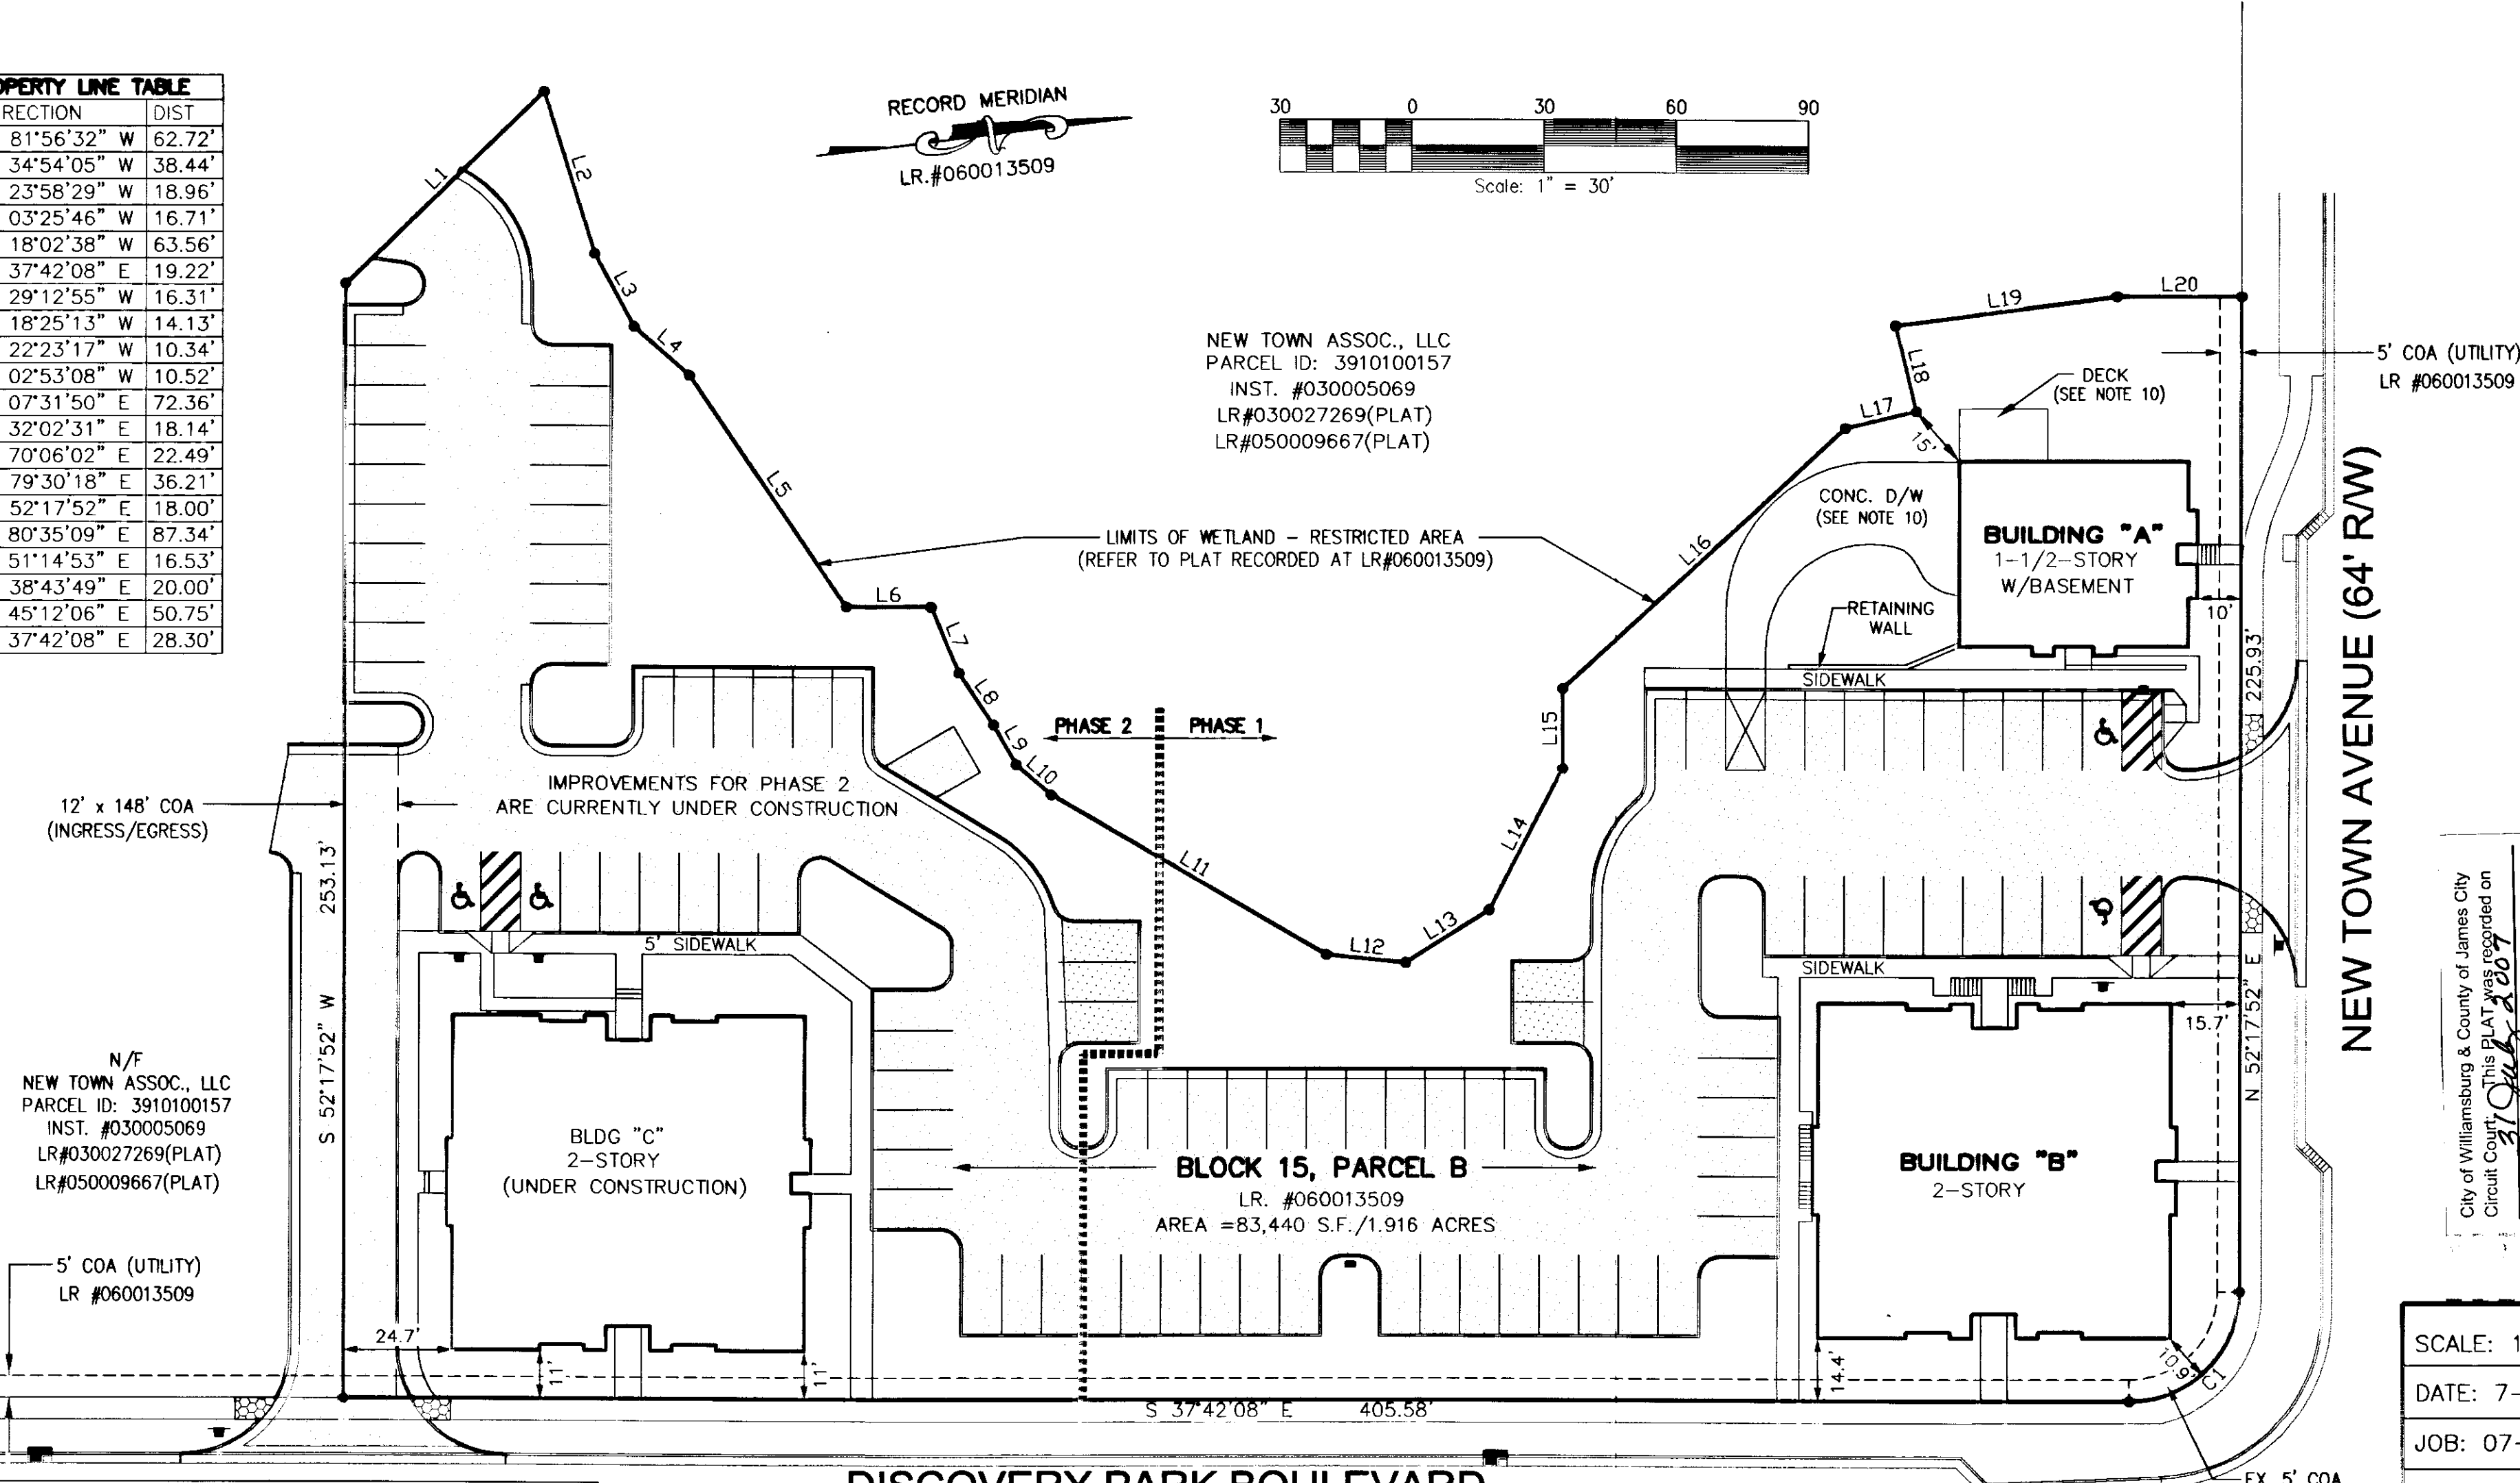 OPERTY LINE TABLE
RECTION DIST
81°56'32" W 62.72'
34°54'05" W 38.44'
23°58'29" W 18.96'
03°25'46" W 16.71'
18°02'38" W 63.56'
37°42'08" E 19.22'
29°12'55" W 16.31'
18°25'13" W 14.13'
22°23'17" W 10.34'
02°53'08" W 10.52'
07°31'50" E 72.36'
32°02'31" E 18.14'
70°06'02" E 22.49'
79°30'18" E 36.21'
52°17'52" E 18.00'
80°35'09" E 87.34'
51°14'53" E 16.53'
38°43'49" E 20.00'
45°12'06" E 50.75'
37°42'08" E 28.30'
RECORD MERIDIAN
LR.#060013509
30 0 30 60 90
Scale: 1" = 30'
L1
L2
L3
L4
L5
L6
L7
L8
L9
L10
L11
L12
L13
L14
L15
L16
L17
L18
L19
L20
NEW TOWN ASSOC., LLC
PARCEL ID: 3910100157
INST. #030005069
LR#030027269(PLAT)
LR#050009667(PLAT)
LIMITS OF WETLAND – RESTRICTED AREA
(REFER TO PLAT RECORDED AT LR#060013509)
5' COA (UTILITY)
LR #060013509
DECK
(SEE NOTE 10)
15'
CONC. D/W
(SEE NOTE 10)
BUILDING "A"
1-1/2-STORY
W/BASEMENT
10'
RETAINING
WALL
SIDEWALK
225.93'
N 52°17'52" E
NEW TOWN AVENUE (64' R/W)
PHASE 2 PHASE 1
IMPROVEMENTS FOR PHASE 2
ARE CURRENTLY UNDER CONSTRUCTION
12' x 148' COA
(INGRESS/EGRESS)
S 52°17'52" W 253.13'
5' SIDEWALK
SIDEWALK
15.7'
N/F
NEW TOWN ASSOC., LLC
PARCEL ID: 3910100157
INST. #030005069
LR#030027269(PLAT)
LR#050009667(PLAT)
BLDG "C"
2-STORY
(UNDER CONSTRUCTION)
BLOCK 15, PARCEL B
LR. #060013509
AREA =83,440 S.F./1.916 ACRES
BUILDING "B"
2-STORY
5' COA (UTILITY)
LR #060013509
24.7'
11'
11'
14.4'
10.9'
C1
S 37°42'08" E 405.58'
DISCOVERY PARK BOULEVARD
EX. 5' COA
City of Williamsburg & County of James City
Circuit Court: This PLAT was recorded on
31 July 2007
SCALE: 1
DATE: 7-
JOB: 07-